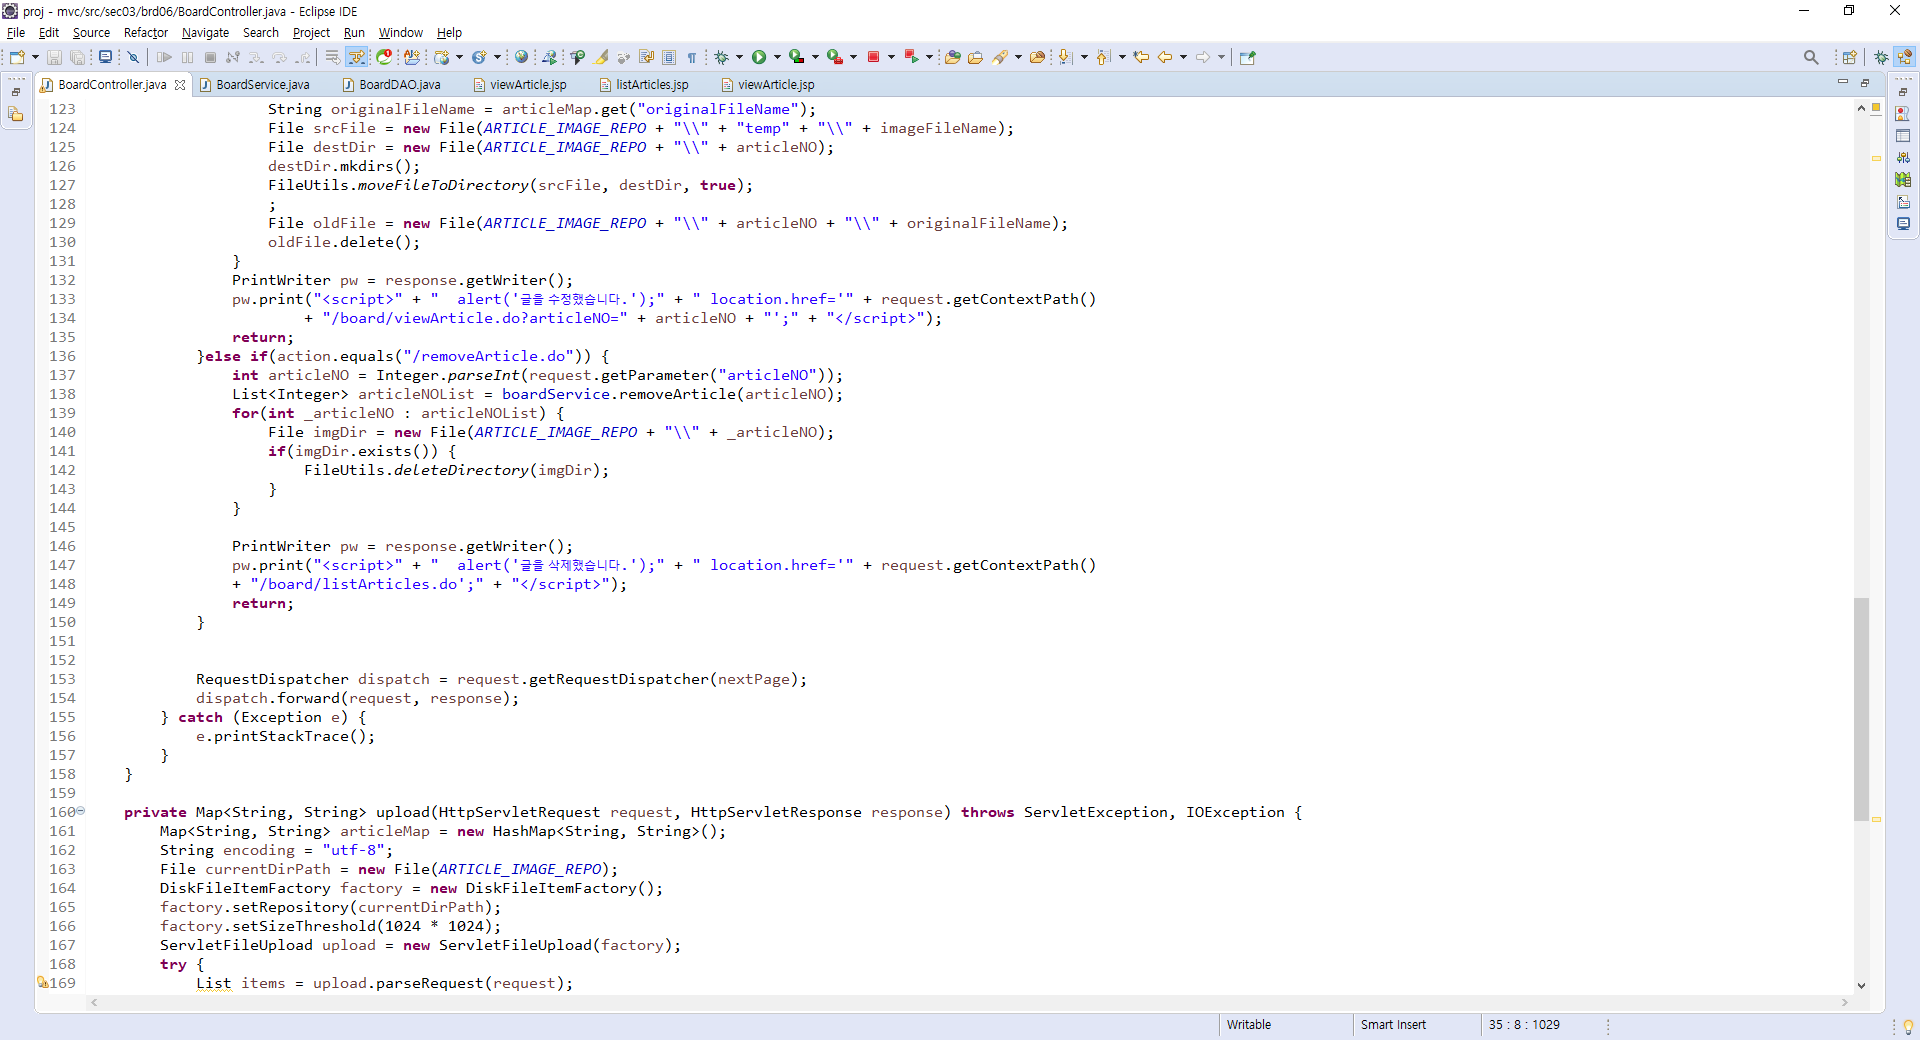 proj - mvc/src/sec03/brd06/BoardController.java - Eclipse IDE
File Edit Source Refactor Navigate Search Project Run Window Help
BoardController.java BoardService.java BoardDAO.java viewArticle.jsp listArticles.jsp viewArticle.jsp
123 String originalFileName = articleMap.get("originalFileName");
124 File srcFile = new File(ARTICLE_IMAGE_REPO + "\\" + "temp" + "\\" + imageFileName);
125 File destDir = new File(ARTICLE_IMAGE_REPO + "\\" + articleNO);
126 destDir.mkdirs();
127 FileUtils.moveFileToDirectory(srcFile, destDir, true);
128 ;
129 File oldFile = new File(ARTICLE_IMAGE_REPO + "\\" + articleNO + "\\" + originalFileName);
130 oldFile.delete();
131 }
132 PrintWriter pw = response.getWriter();
133 pw.print("<script>" + "  alert('글을 수정했습니다.');" + " location.href='" + request.getContextPath()
134 + "/board/viewArticle.do?articleNO=" + articleNO + "';" + "</script>");
135 return;
136 }else if(action.equals("/removeArticle.do")) {
137 int articleNO = Integer.parseInt(request.getParameter("articleNO"));
138 List<Integer> articleNOList = boardService.removeArticle(articleNO);
139 for(int _articleNO : articleNOList) {
140 File imgDir = new File(ARTICLE_IMAGE_REPO + "\\" + _articleNO);
141 if(imgDir.exists()) {
142 FileUtils.deleteDirectory(imgDir);
143 }
144 }
145
146 PrintWriter pw = response.getWriter();
147 pw.print("<script>" + "  alert('글을 삭제했습니다.');" + " location.href='" + request.getContextPath()
148 + "/board/listArticles.do';" + "</script>");
149 return;
150 }
151
152
153 RequestDispatcher dispatch = request.getRequestDispatcher(nextPage);
154 dispatch.forward(request, response);
155 } catch (Exception e) {
156 e.printStackTrace();
157 }
158 }
159
160 private Map<String, String> upload(HttpServletRequest request, HttpServletResponse response) throws ServletException, IOException {
161 Map<String, String> articleMap = new HashMap<String, String>();
162 String encoding = "utf-8";
163 File currentDirPath = new File(ARTICLE_IMAGE_REPO);
164 DiskFileItemFactory factory = new DiskFileItemFactory();
165 factory.setRepository(currentDirPath);
166 factory.setSizeThreshold(1024 * 1024);
167 ServletFileUpload upload = new ServletFileUpload(factory);
168 try {
169 List items = upload.parseRequest(request);
Writable Smart Insert 35 : 8 : 1029